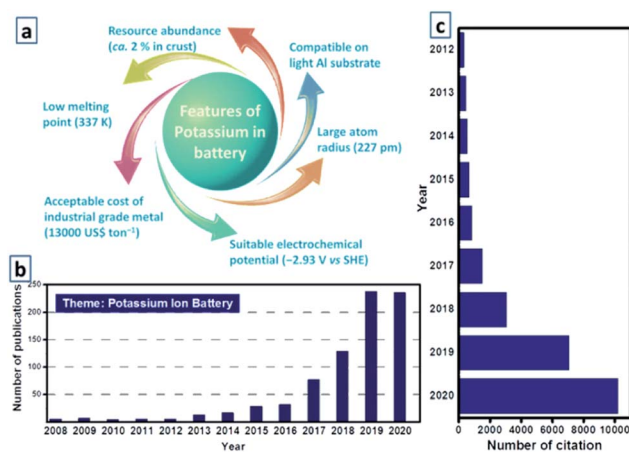 a
Resource abundance
(ca. 2 % in crust)
Compatible on
light Al substrate
Low melting
point (337 K)
Features of
Potassium in
battery
Large atom
radius (227 pm)
Acceptable cost of
industrial grade metal
(13000 US$ ton⁻¹)
Suitable electrochemical
potential (−2.93 V vs SHE)
b
Number of publications
250
200
150
100
50
Theme: Potassium Ion Battery
2008 2009 2010 2011 2012 2013 2014 2015 2016 2017 2018 2019 2020
Year
c
Year
2012
2013
2014
2015
2016
2017
2018
2019
2020
0 2000 4000 6000 8000 10000
Number of citation